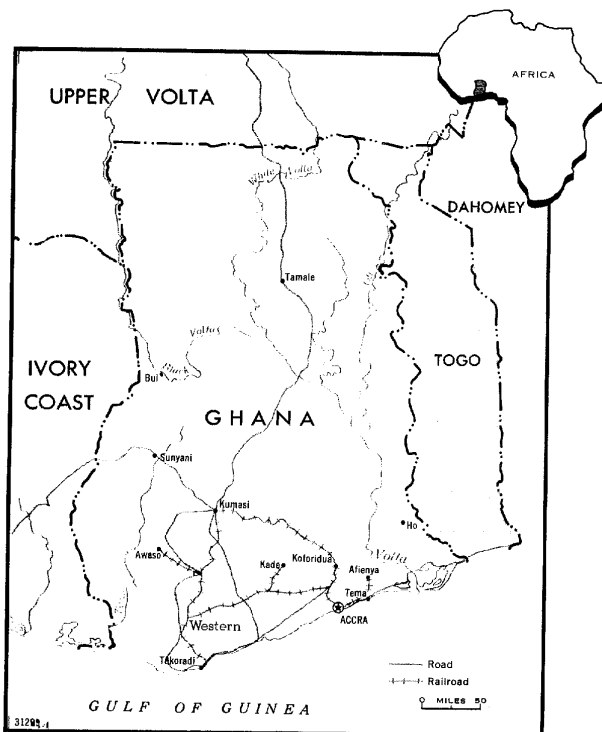 AFRICA
UPPER VOLTA
White Volta
DAHOMEY
Tamale
Black Volta
TOGO
IVORY
COAST
Bui
GHANA
Sunyani
Kumasi
Ho
Awaso
Kade
Koforidua
Afienya
Volta
Tema
ACCRA
Western
Takoradi
Road
Railroad
0 MILES 50
GULF OF GUINEA